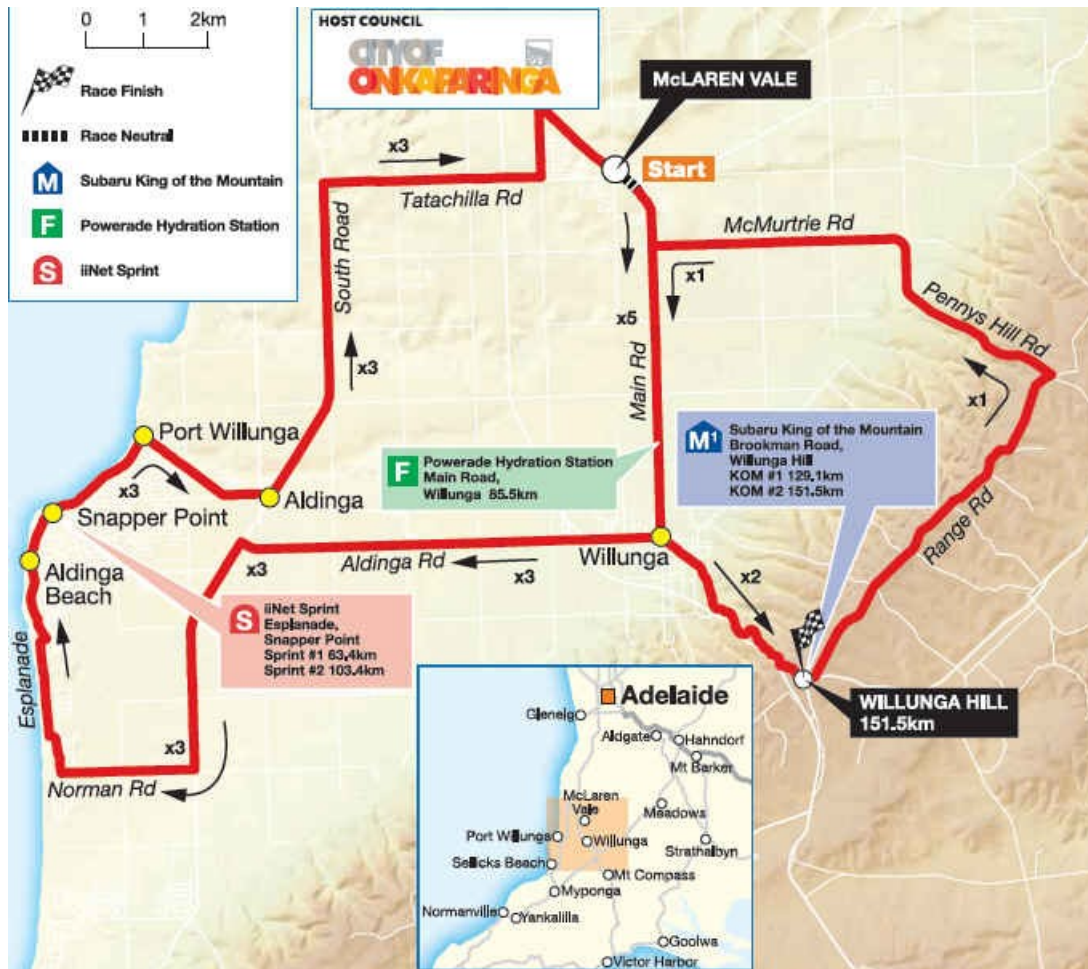 0 1 2km
Race Finish
Race Neutral
Subaru King of the Mountain
Powerade Hydration Station
iiNet Sprint
M
F
S
HOST COUNCIL
CITY OF
ONKAPARINGA
McLAREN VALE
Start
x3
Tatachilla Rd
McMurtrie Rd
South Road
x1
x5
Pennys Hill Rd
x3
Main Rd
x1
Port Willunga
x3
Aldinga
Snapper Point
F
Powerade Hydration Station
Main Road,
Willunga 85.5km
M1
Subaru King of the Mountain
Brookman Road,
Willunga Hill
KOM #1 129.1km
KOM #2 151.5km
Range Rd
Willunga
Aldinga Rd
x3
x3
x2
Aldinga
Beach
S
iiNet Sprint
Esplanade,
Snapper Point
Sprint #1 63.4km
Sprint #2 103.4km
Esplanade
x3
Norman Rd
WILLUNGA HILL
151.5km
Adelaide
Glenelg
Aldgate
Hahndorf
Mt Barker
McLaren
Vale
Meadows
Port Willunga
Willunga
Strathalbyn
Sellicks Beach
Mt Compass
Myponga
Normanville
Yankalilla
Goolwa
Victor Harbor